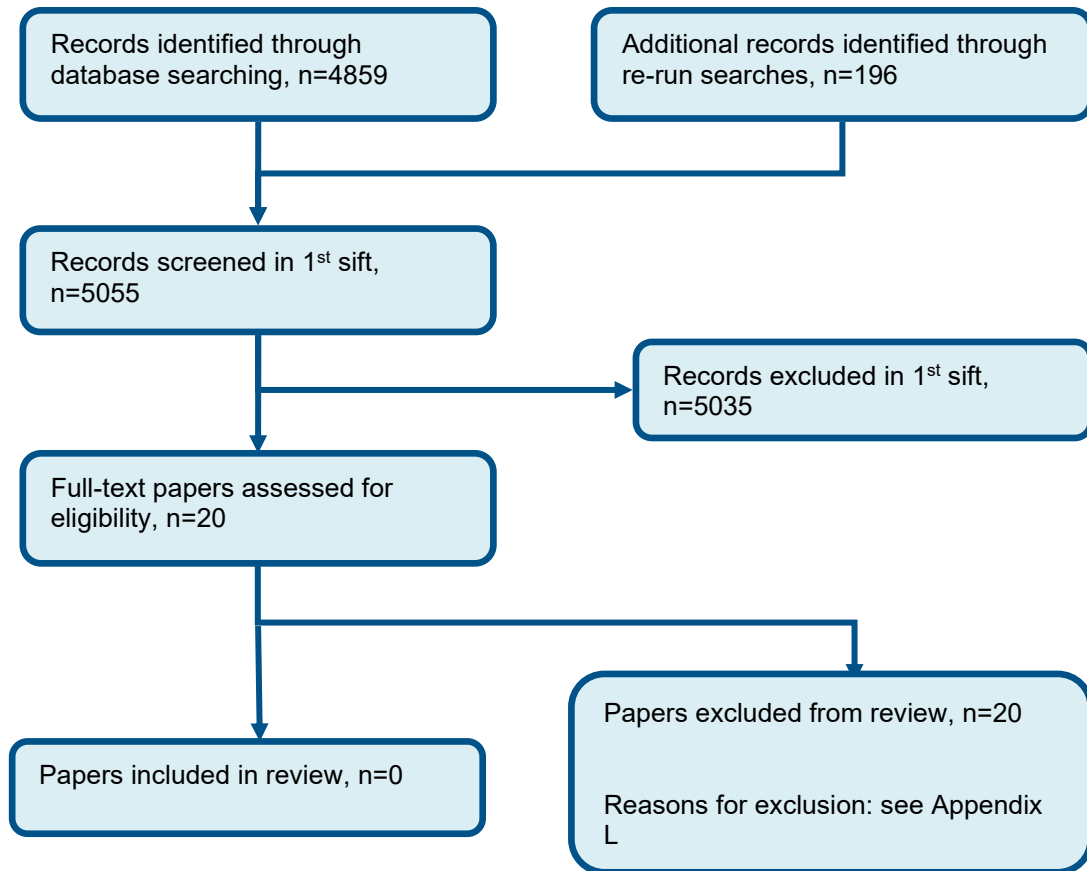 Records identified through
database searching, n=4859
Additional records identified through
re-run searches, n=196
Records screened in 1st sift,
n=5055
Records excluded in 1st sift,
n=5035
Full-text papers assessed for
eligibility, n=20
Papers included in review, n=0
Papers excluded from review, n=20
Reasons for exclusion: see Appendix
L